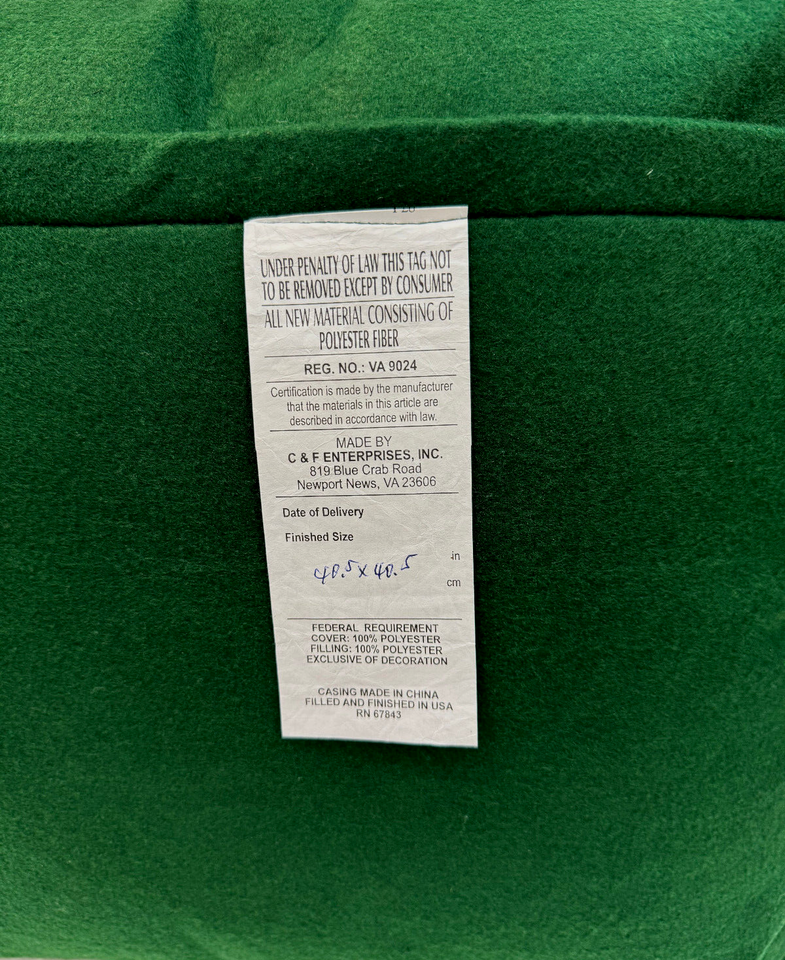 UNDER PENALTY OF LAW THIS TAG NOT
TO BE REMOVED EXCEPT BY CONSUMER
ALL NEW MATERIAL CONSISTING OF
POLYESTER FIBER
REG. NO.: VA 9024
Certification is made by the manufacturer
that the materials in this article are
described in accordance with law.
MADE BY
C & F ENTERPRISES, INC.
819 Blue Crab Road
Newport News, VA 23606
Date of Delivery
Finished Size
in
40.5 x 40.5
cm
FEDERAL REQUIREMENT
COVER: 100% POLYESTER
FILLING: 100% POLYESTER
EXCLUSIVE OF DECORATION
CASING MADE IN CHINA
FILLED AND FINISHED IN USA
RN 67843